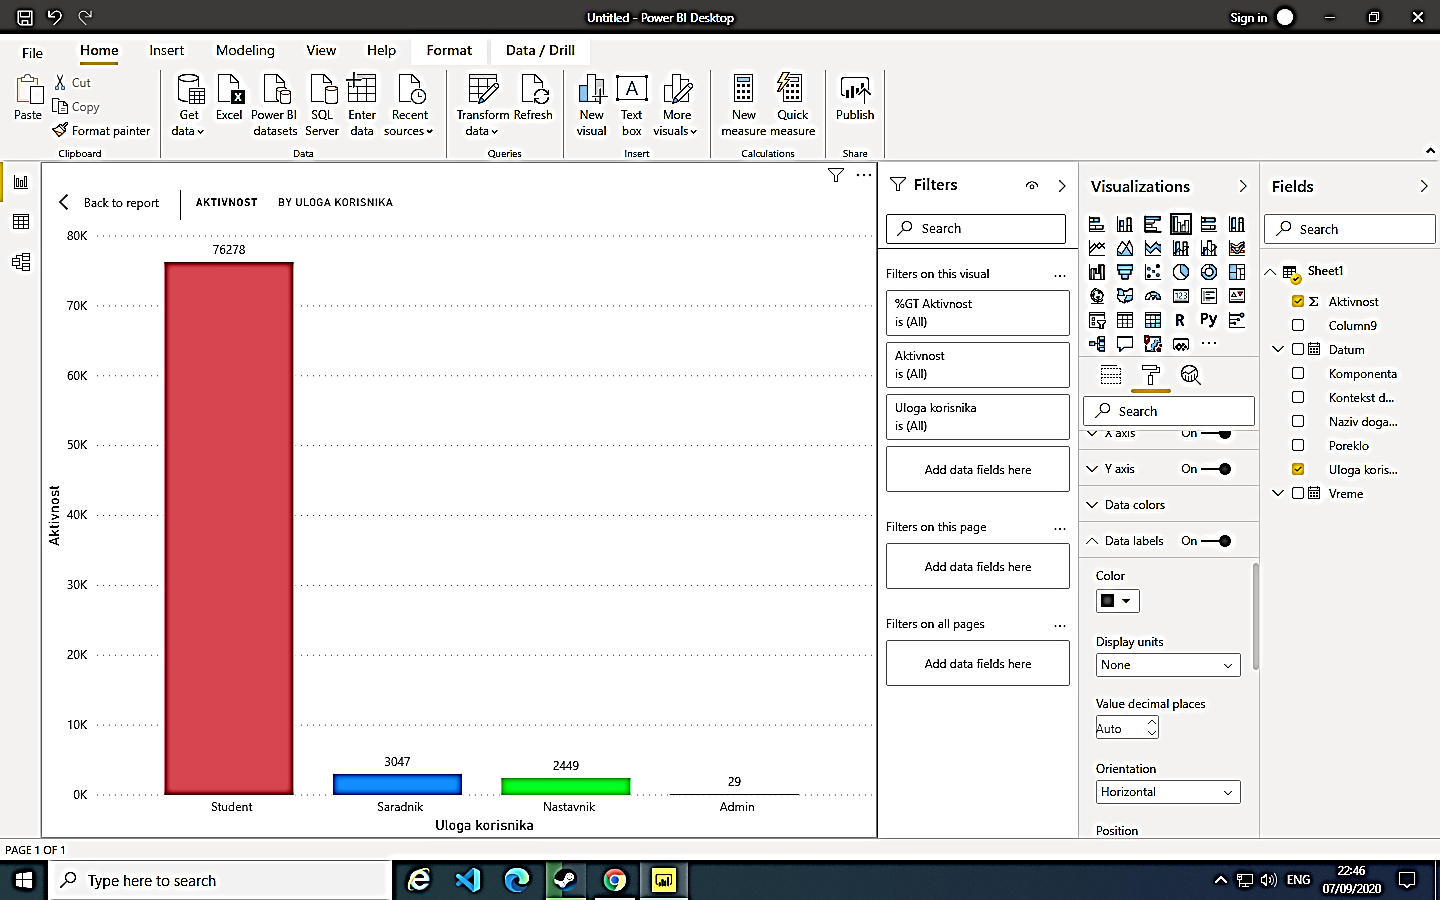 Untitled - Power BI Desktop
Sign in
File
Home
Insert
Modeling
View
Help
Format
Data / Drill
Paste
Cut
Copy
Format painter
Clipboard
Get
data
Excel
Power BI
datasets
SQL
Server
Enter
data
Recent
sources
Data
Transform
data
Refresh
Queries
New
visual
Text
box
More
visuals
Insert
New
measure
Quick
measure
Calculations
Publish
Share
Back to report
AKTIVNOST
BY ULOGA KORISNIKA
80K
70K
60K
50K
40K
30K
20K
10K
0K
Aktivnost
76278
3047
2449
29
Student
Saradnik
Nastavnik
Admin
Uloga korisnika
Filters
Search
Filters on this visual
%GT Aktivnost
is (All)
Aktivnost
is (All)
Uloga korisnika
is (All)
Add data fields here
Filters on this page
Add data fields here
Filters on all pages
Add data fields here
Visualizations
R
Py
Search
X axis
On
Y axis
On
Data colors
Data labels
On
Color
Display units
None
Value decimal places
Auto
Orientation
Horizontal
Position
Fields
Search
Sheet1
Aktivnost
Column9
Datum
Komponenta
Kontekst d...
Naziv doga...
Poreklo
Uloga koris...
Vreme
PAGE 1 OF 1
Type here to search
ENG
22:46
07/09/2020